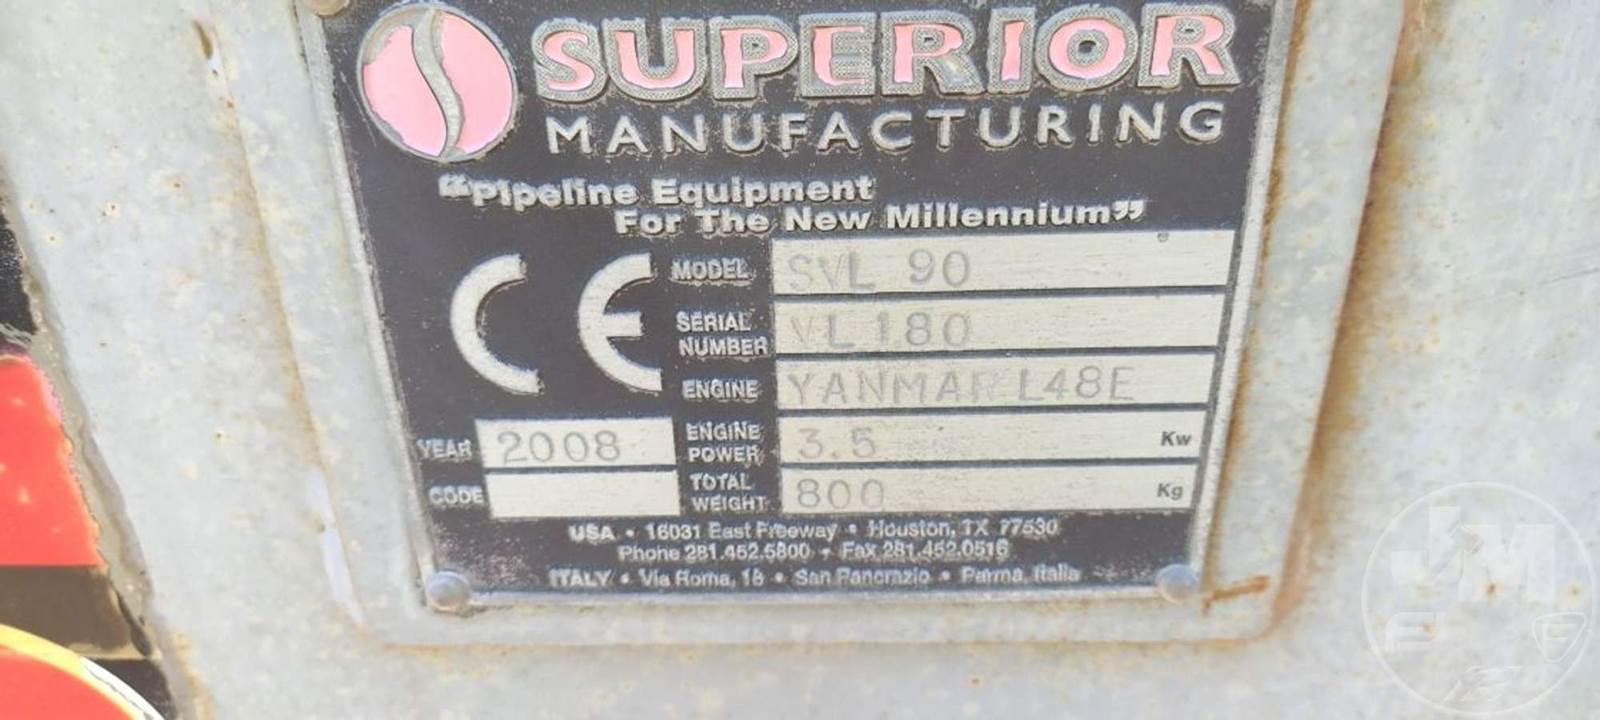 SUPERIOR
MANUFACTURING
“Pipeline Equipment
For The New Millennium”
CE
MODEL SVL 90
SERIAL NUMBER VL180
ENGINE YANMAR L48E
YEAR 2008
ENGINE POWER 3.5 Kw
CODE
TOTAL WEIGHT 800 Kg
USA • 16031 East Freeway • Houston, TX 77530
Phone 281.452.5800 • Fax 281.452.0516
ITALY • Via Roma, 18 • San Pancrazio • Parma, Italia
JM